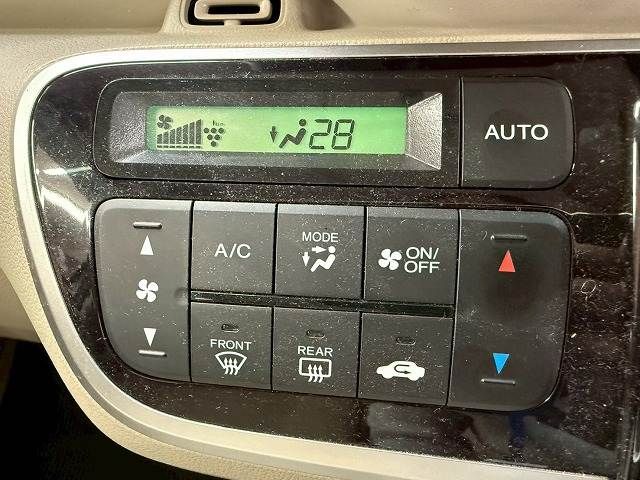 28
AUTO
A/C
MODE
ON/
OFF
FRONT
REAR